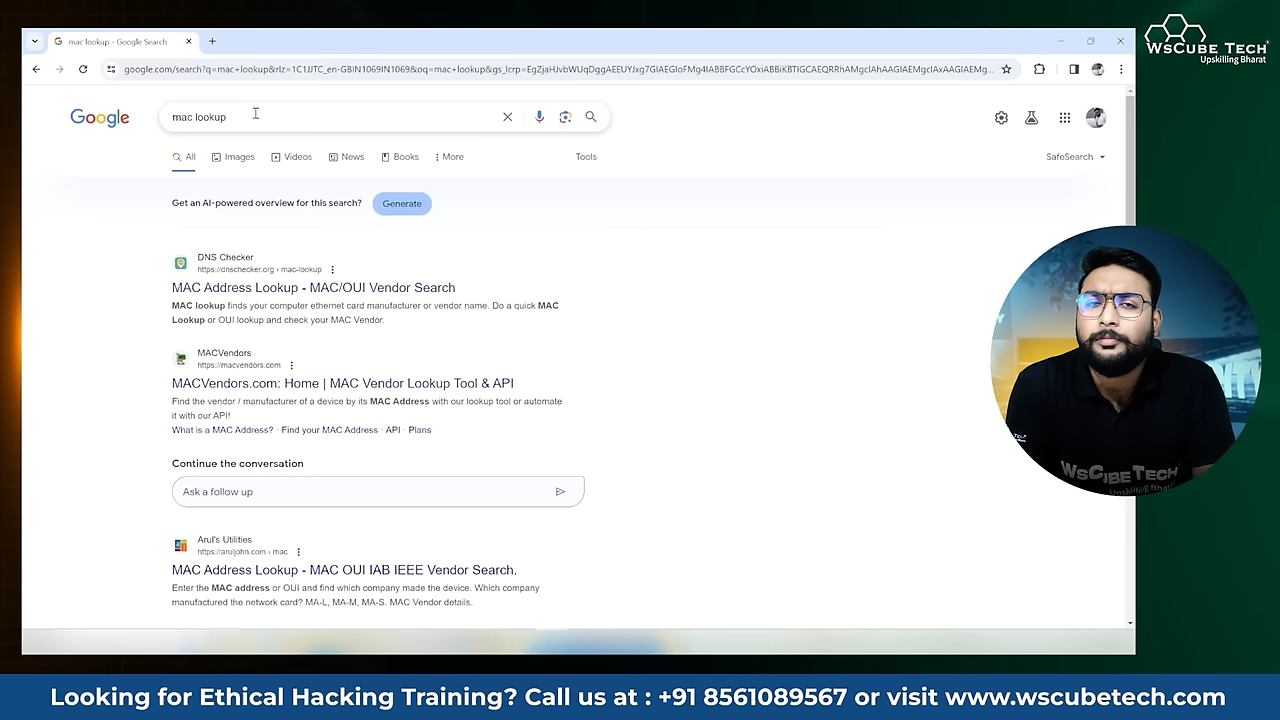 mac lookup - Google Search
google.com/search?q=mac+lookup&rlz=1C1JJTC_en-GBIN1069IN1069&oq=mac+lookup&gs_lcrp=
WsCube Tech
Upskilling Bharat
Google
mac lookup
All
Images
Videos
News
Books
More
Tools
SafeSearch
Get an AI-powered overview for this search?
Generate
DNS Checker
https://dnschecker.org › mac-lookup
MAC Address Lookup - MAC/OUI Vendor Search
MAC lookup finds your computer ethernet card manufacturer or vendor name. Do a quick MAC
Lookup or OUI lookup and check your MAC Vendor.
MACVendors
https://macvendors.com
MACVendors.com: Home | MAC Vendor Lookup Tool & API
Find the vendor / manufacturer of a device by its MAC Address with our lookup tool or automate
it with our API!
What is a MAC Address? · Find your MAC Address · API · Plans
Continue the conversation
Ask a follow up
Arul's Utilities
https://aruljohn.com › mac
MAC Address Lookup - MAC OUI IAB IEEE Vendor Search.
Enter the MAC address or OUI and find which company made the device. Which company
manufactured the network card? MA-L, MA-M, MA-S. MAC Vendor details.
WsCube Tech
Upskilling Bhar
Looking for Ethical Hacking Training? Call us at : +91 8561089567 or visit www.wscubetech.com